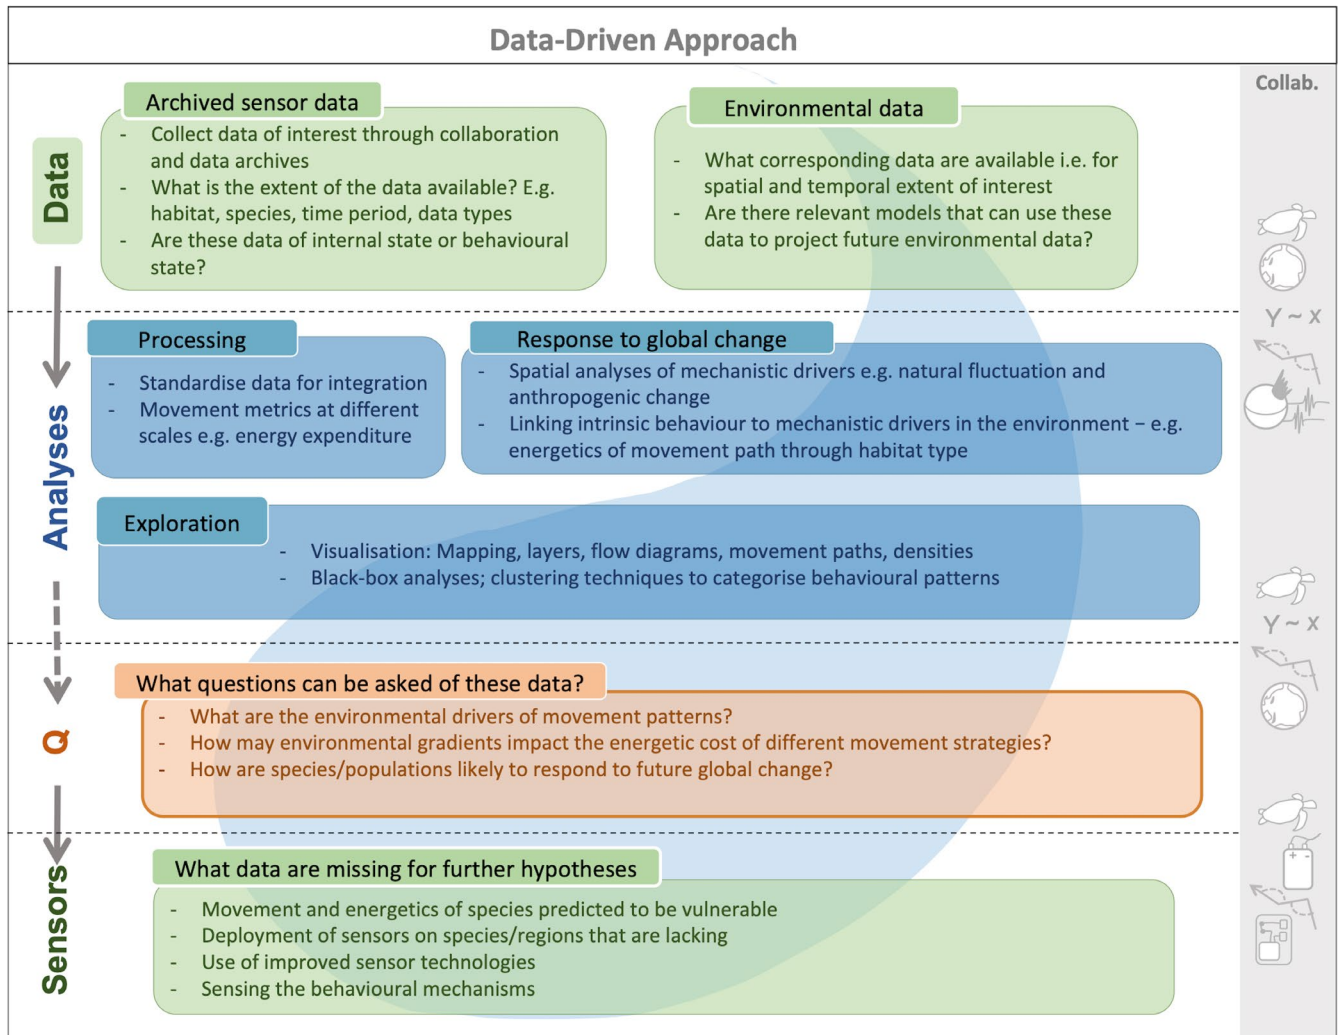 Data-Driven Approach
Collab.
Data
Archived sensor data
- Collect data of interest through collaboration
and data archives
- What is the extent of the data available? E.g.
habitat, species, time period, data types
- Are these data of internal state or behavioural
state?
Environmental data
- What corresponding data are available i.e. for
spatial and temporal extent of interest
- Are there relevant models that can use these
data to project future environmental data?
Y ~ X
Analyses
Processing
- Standardise data for integration
- Movement metrics at different
scales e.g. energy expenditure
Response to global change
- Spatial analyses of mechanistic drivers e.g. natural fluctuation and
anthropogenic change
- Linking intrinsic behaviour to mechanistic drivers in the environment – e.g.
energetics of movement path through habitat type
Exploration
- Visualisation: Mapping, layers, flow diagrams, movement paths, densities
- Black-box analyses; clustering techniques to categorise behavioural patterns
Y ~ X
Q
What questions can be asked of these data?
- What are the environmental drivers of movement patterns?
- How may environmental gradients impact the energetic cost of different movement strategies?
- How are species/populations likely to respond to future global change?
Sensors
What data are missing for further hypotheses
- Movement and energetics of species predicted to be vulnerable
- Deployment of sensors on species/regions that are lacking
- Use of improved sensor technologies
- Sensing the behavioural mechanisms
+ -